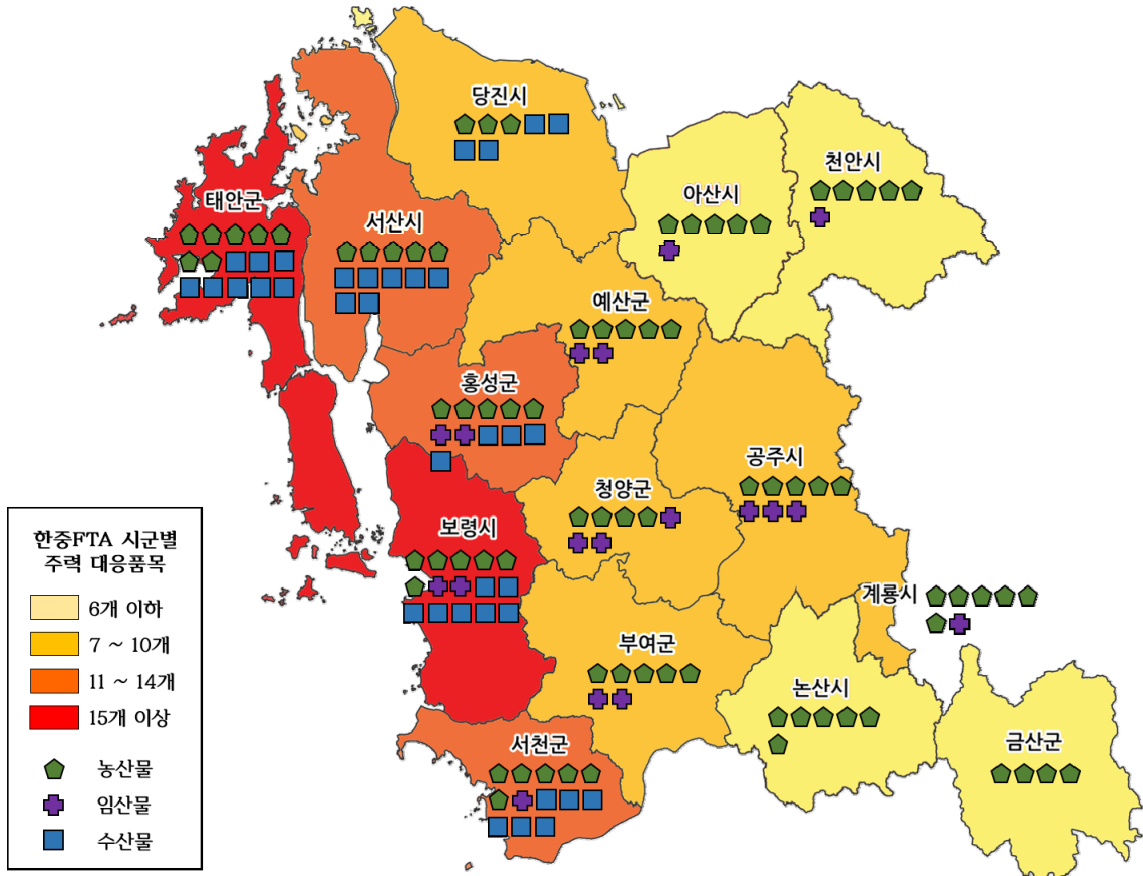 당진시
천안시
아산시
태안군
서산시
예산군
홍성군
공주시
청양군
보령시
계룡시
부여군
논산시
서천군
금산군
한중FTA 시군별
주력 대응품목
6개 이하
7 ~ 10개
11 ~ 14개
15개 이상
농산물
임산물
수산물